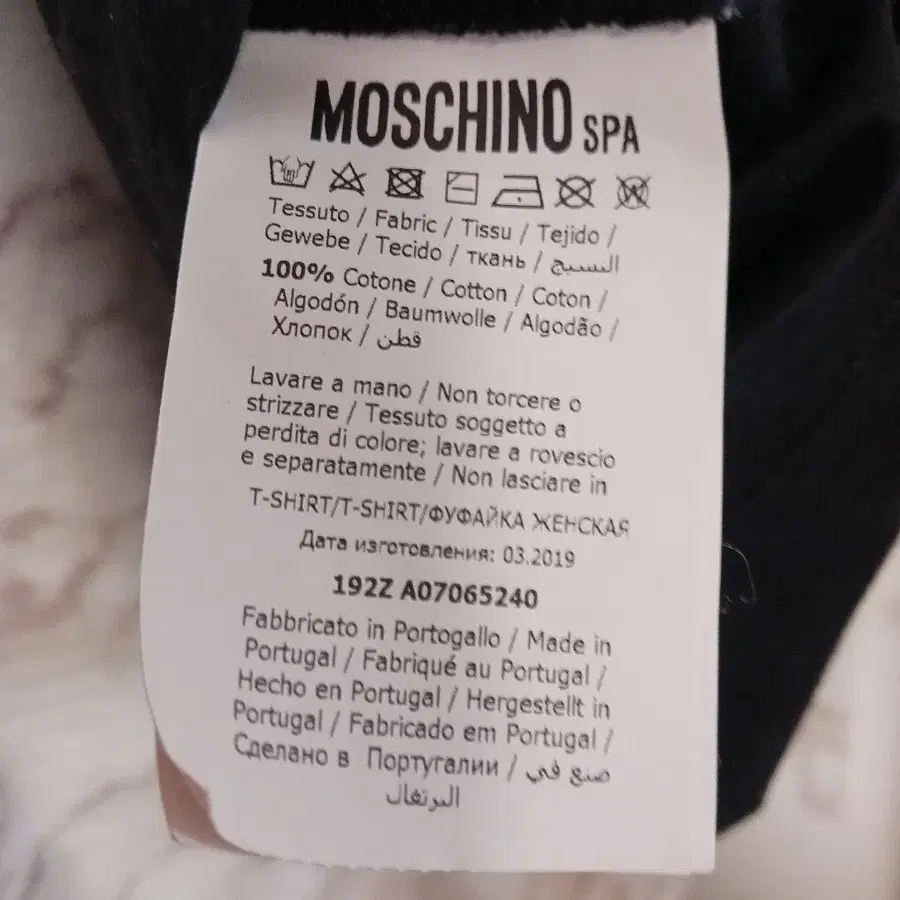 MOSCHINO SPA
Tessuto / Fabric / Tissu / Tejido /
Gewebe / Tecido / ткань / النسيج
100% Cotone / Cotton / Coton /
Algodón / Baumwolle / Algodão /
Хлопок / قطن
Lavare a mano / Non torcere o
strizzare / Tessuto soggetto a
perdita di colore; lavare a rovescio
e separatamente / Non lasciare in
T-SHIRT/T-SHIRT/ФУФАЙКА ЖЕНСКАЯ
Дата изготовления: 03.2019
192Z A07065240
Fabbricato in Portogallo / Made in
Portugal / Fabriqué au Portugal /
Hecho en Portugal / Hergestellt in
Portugal / Fabricado em Portugal /
Сделано в Португалии / صنع في
البرتغال